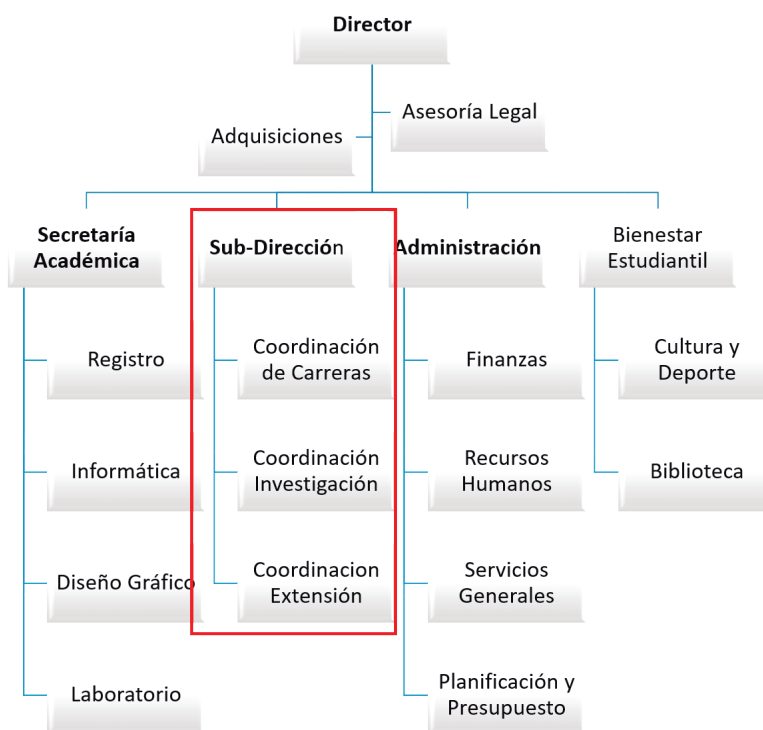 Director
Asesoría Legal
Adquisiciones
Secretaría
Académica
Registro
Informática
Diseño Gráfico
Laboratorio
Sub-Dirección
Coordinación
de Carreras
Coordinación
Investigación
Coordinacion
Extensión
Administración
Finanzas
Recursos
Humanos
Servicios
Generales
Planificación y
Presupuesto
Bienestar
Estudiantil
Cultura y
Deporte
Biblioteca